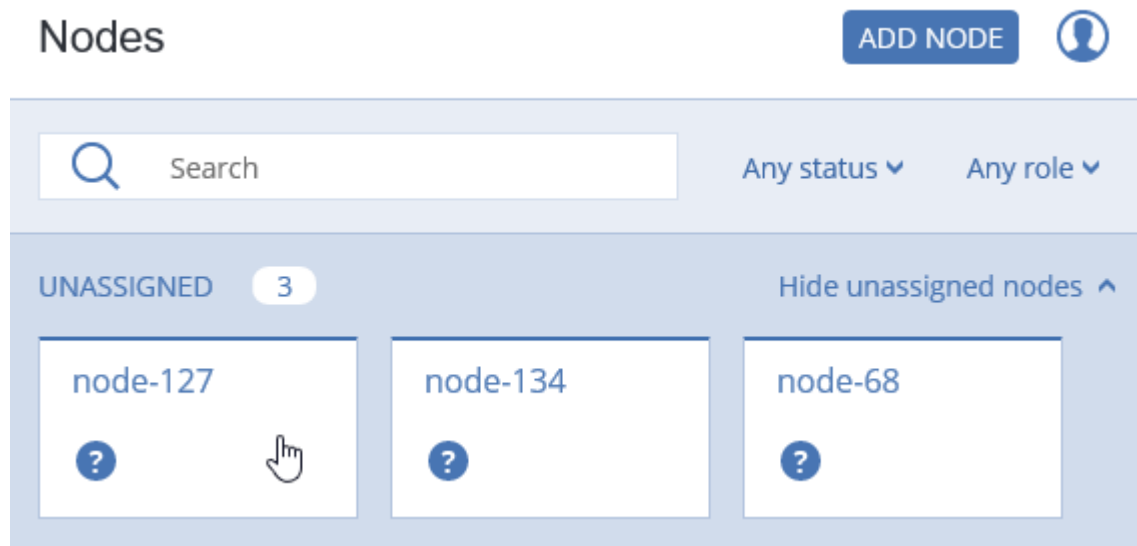 Nodes ADD NODE
Search Any status Any role
UNASSIGNED 3 Hide unassigned nodes
node-127 node-134 node-68
? ? ?